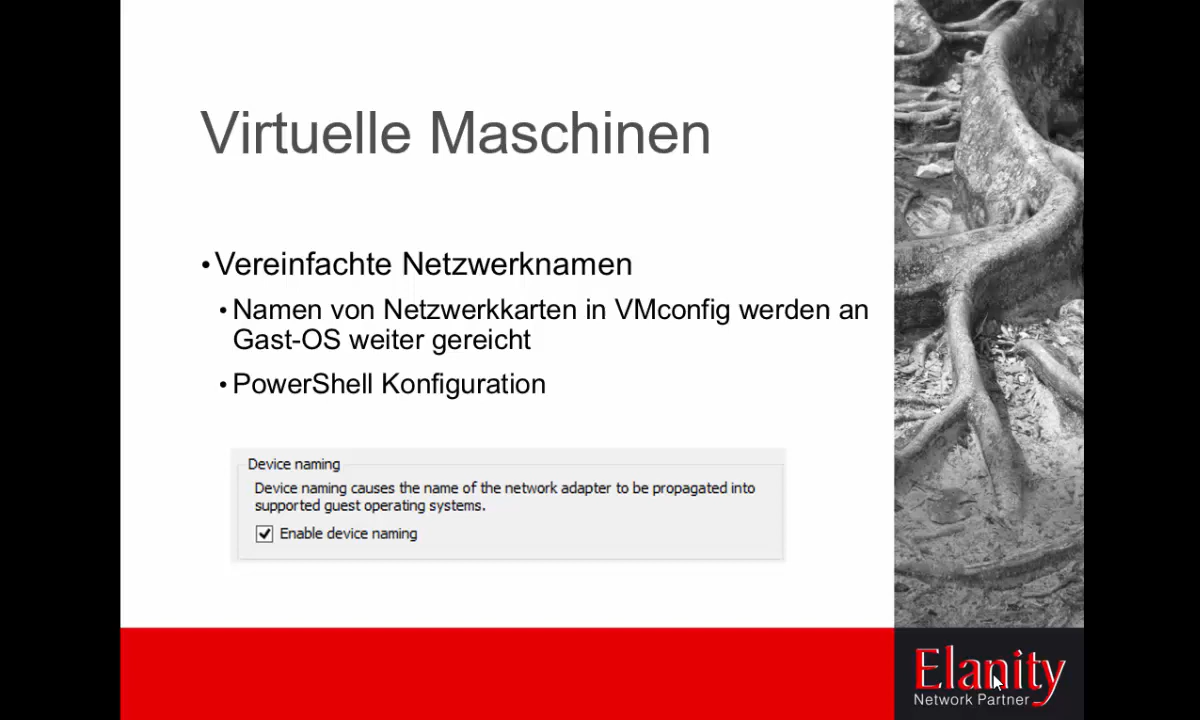 Virtuelle Maschinen
•Vereinfachte Netzwerknamen
•Namen von Netzwerkkarten in VMconfig werden an
Gast-OS weiter gereicht
•PowerShell Konfiguration
Device naming
Device naming causes the name of the network adapter to be propagated into
supported guest operating systems.
Enable device naming
Elanity
Network Partner